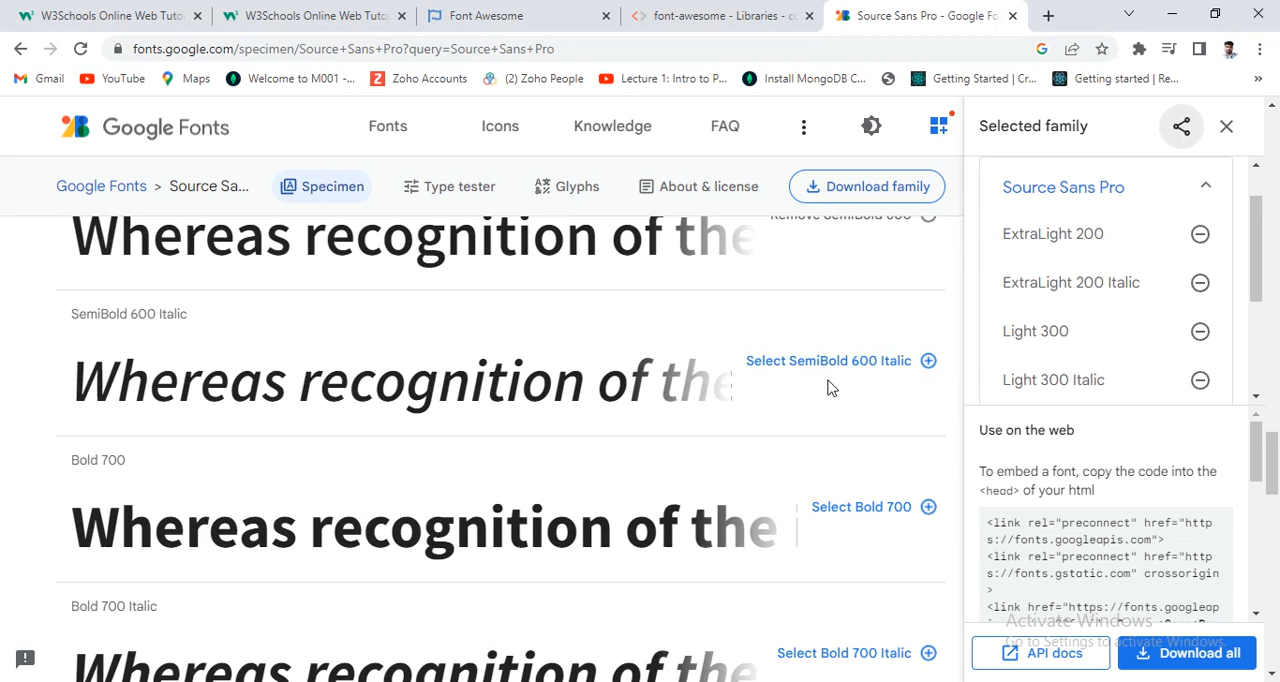 W3Schools Online Web Tuto
W3Schools Online Web Tuto
Font Awesome
font-awesome - Libraries - c
Source Sans Pro - Google Fo
fonts.google.com/specimen/Source+Sans+Pro?query=Source+Sans+Pro
Gmail
YouTube
Maps
Welcome to M001 -...
Zoho Accounts
(2) Zoho People
Lecture 1: Intro to P...
Install MongoDB C...
Getting Started | Cr...
Getting started | Re...
Google Fonts
Fonts
Icons
Knowledge
FAQ
Selected family
Google Fonts > Source Sa...
Specimen
Type tester
Glyphs
About & license
Download family
Whereas recognition of the
SemiBold 600 Italic
Whereas recognition of the
Select SemiBold 600 Italic
Bold 700
Whereas recognition of the
Select Bold 700
Bold 700 Italic
Whereas recognition of the
Select Bold 700 Italic
Source Sans Pro
ExtraLight 200
ExtraLight 200 Italic
Light 300
Light 300 Italic
Use on the web
To embed a font, copy the code into the
<head> of your html
<link rel="preconnect" href="http
s://fonts.googleapis.com">
<link rel="preconnect" href="http
s://fonts.gstatic.com" crossorigin
>
<link href="https://fonts.googleap
Activate Windows
Go to Settings to activate Windows.
API docs
Download all